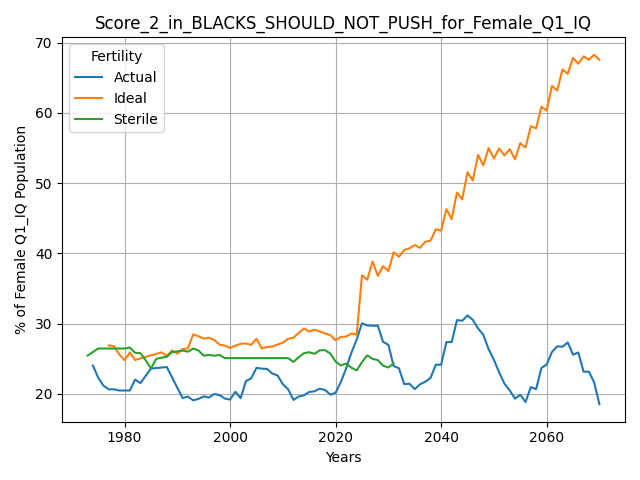 Score_2_in_BLACKS_SHOULD_NOT_PUSH_for_Female_Q1_IQ
% of Female Q1_IQ Population
70
60
50
40
30
20
Fertility
Actual
Ideal
Sterile
1980 2000 2020 2040 2060
Years